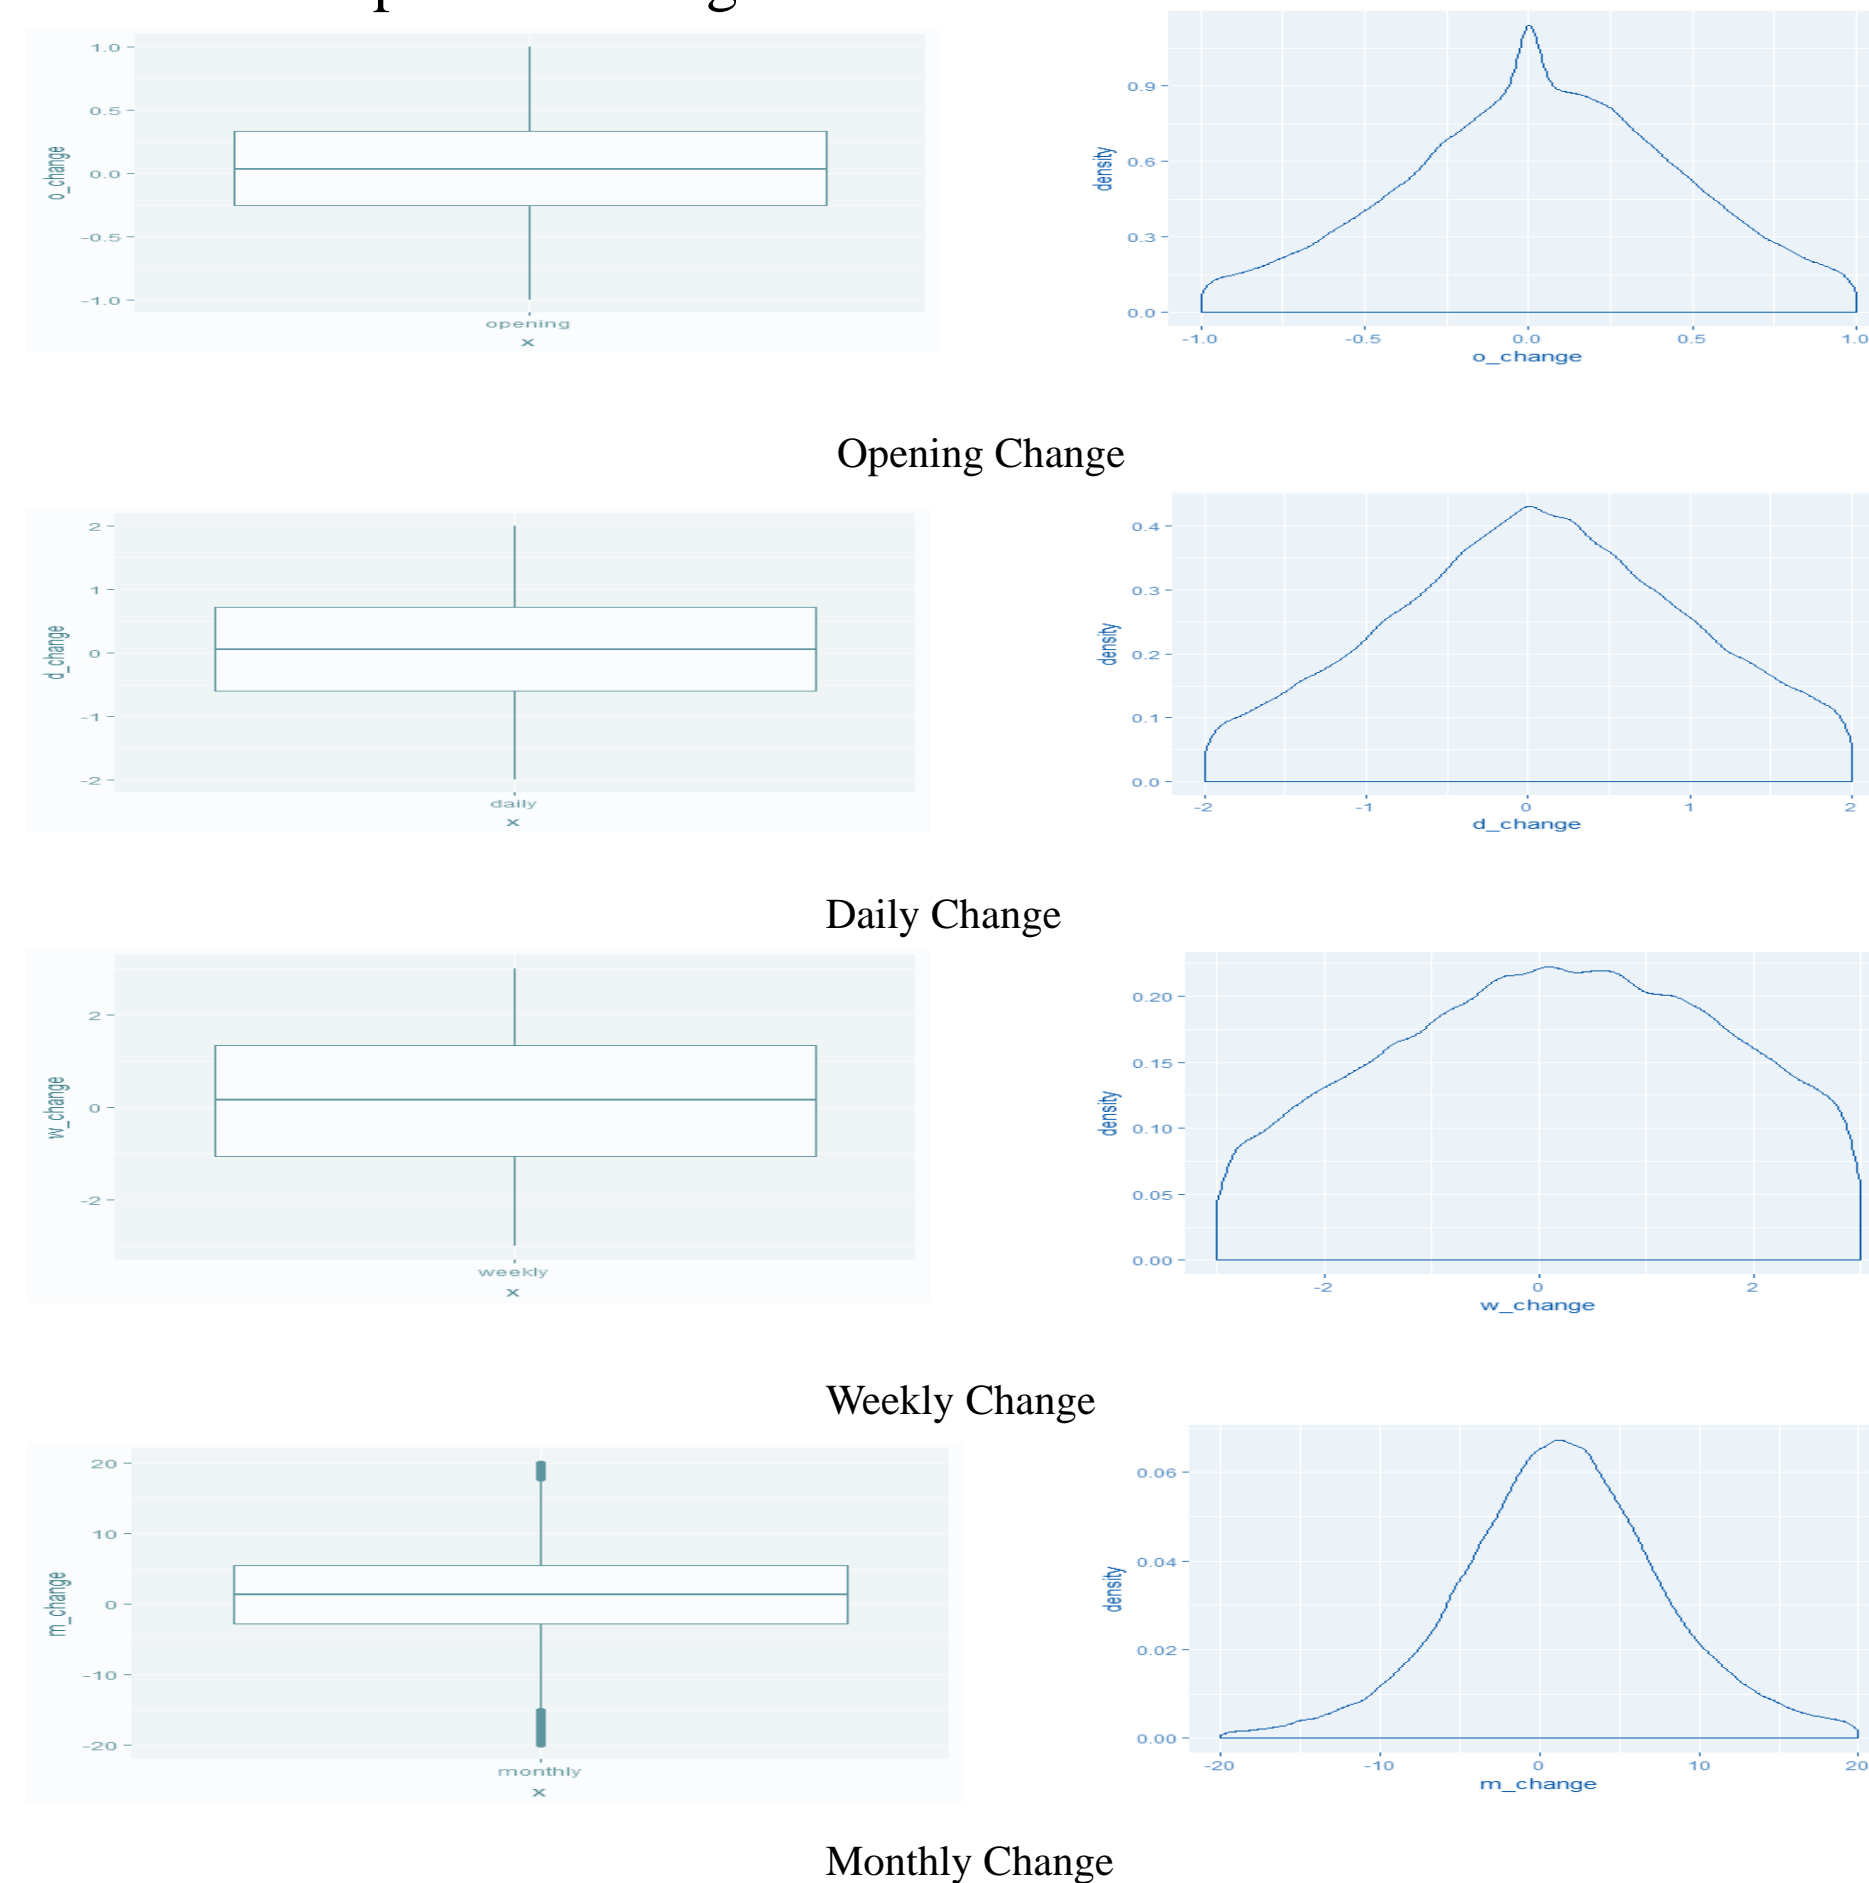 1.0
0.5
0.0
-0.5
-1.0
o_change
opening
x
0.9
0.6
0.3
0.0
density
-1.0 -0.5 0.0 0.5 1.0
o_change
Opening Change
2
1
0
-1
-2
d_change
daily
x
0.4
0.3
0.2
0.1
0.0
density
-2 -1 0 1 2
d_change
Daily Change
2
0
-2
w_change
weekly
x
0.20
0.15
0.10
0.05
0.00
density
-2 0 2
w_change
Weekly Change
20
10
0
-10
-20
m_change
monthly
x
0.06
0.04
0.02
0.00
density
-20 -10 0 10 20
m_change
Monthly Change